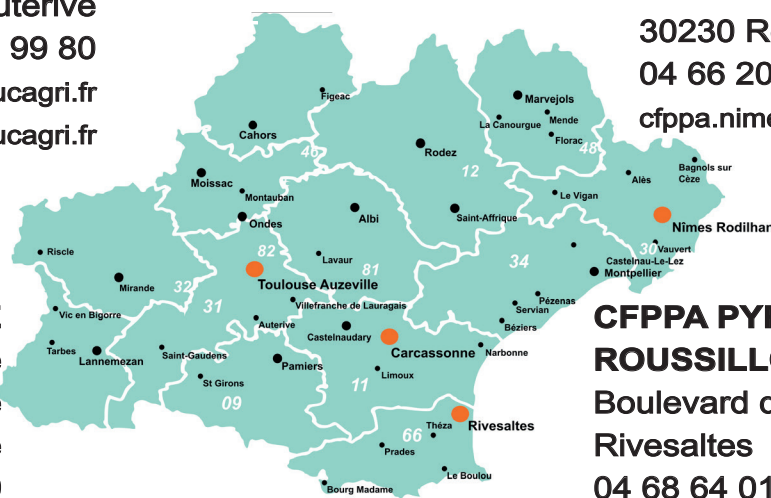 99 80
ucagri.fr
ucagri.fr
30230
04 66 20
cfppa.nime
Figeac
Cahors
46
Marvejols
La Canourgue
Mende
Florac
48
Rodez
12
Moissac
Montauban
Ondes
Albi
Saint-Affrique
Le Vigan
Alès
Bagnols sur
Cèze
Nîmes Rodilhan
Riscle
Mirande
32
82
Lavaur
81
Toulouse Auzeville
31
34
30
Vauvert
Castelnau-Le-Lez
Montpellier
Vic en Bigorre
Tarbes
Lannemezan
Saint-Gaudens
St Girons
09
Auterive
Villefranche de Lauragais
Castelnaudary
Pamiers
Carcassonne
Limoux
11
Narbonne
Pézenas
Servian
Béziers
CFPPA PY
ROUSSILL
Boulevard
Rivesaltes
04 68 64 01
Rivesaltes
Théza
66
Prades
Le Boulou
Bourg Madame